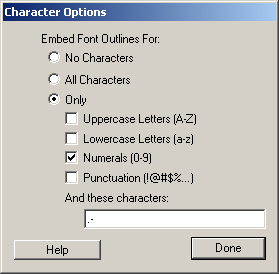 Character Options
Embed Font Outlines For:
No Characters
All Characters
Only
Uppercase Letters (A-Z)
Lowercase Letters (a-z)
Numerals (0-9)
Punctuation (!@#$%...)
And these characters:
.-
Help
Done